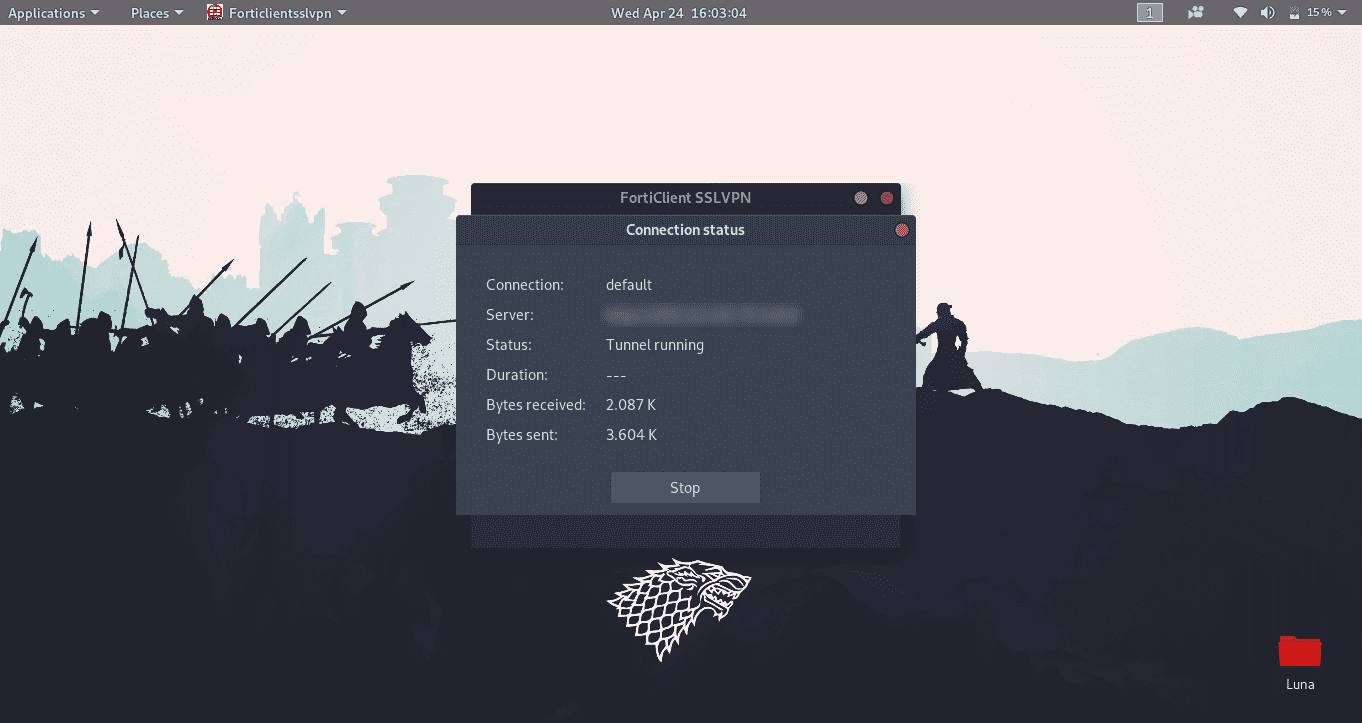 Applications Places Forticlientsslvpn Wed Apr 24 16:03:04 1 15%
FortiClient SSLVPN
Connection status
Connection: default
Server:
Status: Tunnel running
Duration: ---
Bytes received: 2.087 K
Bytes sent: 3.604 K
Stop
Luna